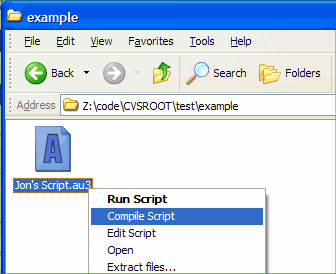 example
File Edit View Favorites Tools Help
Back Search Folders
Address Z:\code\CVSROOT\test\example
A
Jon's Script.au3
Run Script
Compile Script
Edit Script
Open
Extract files...